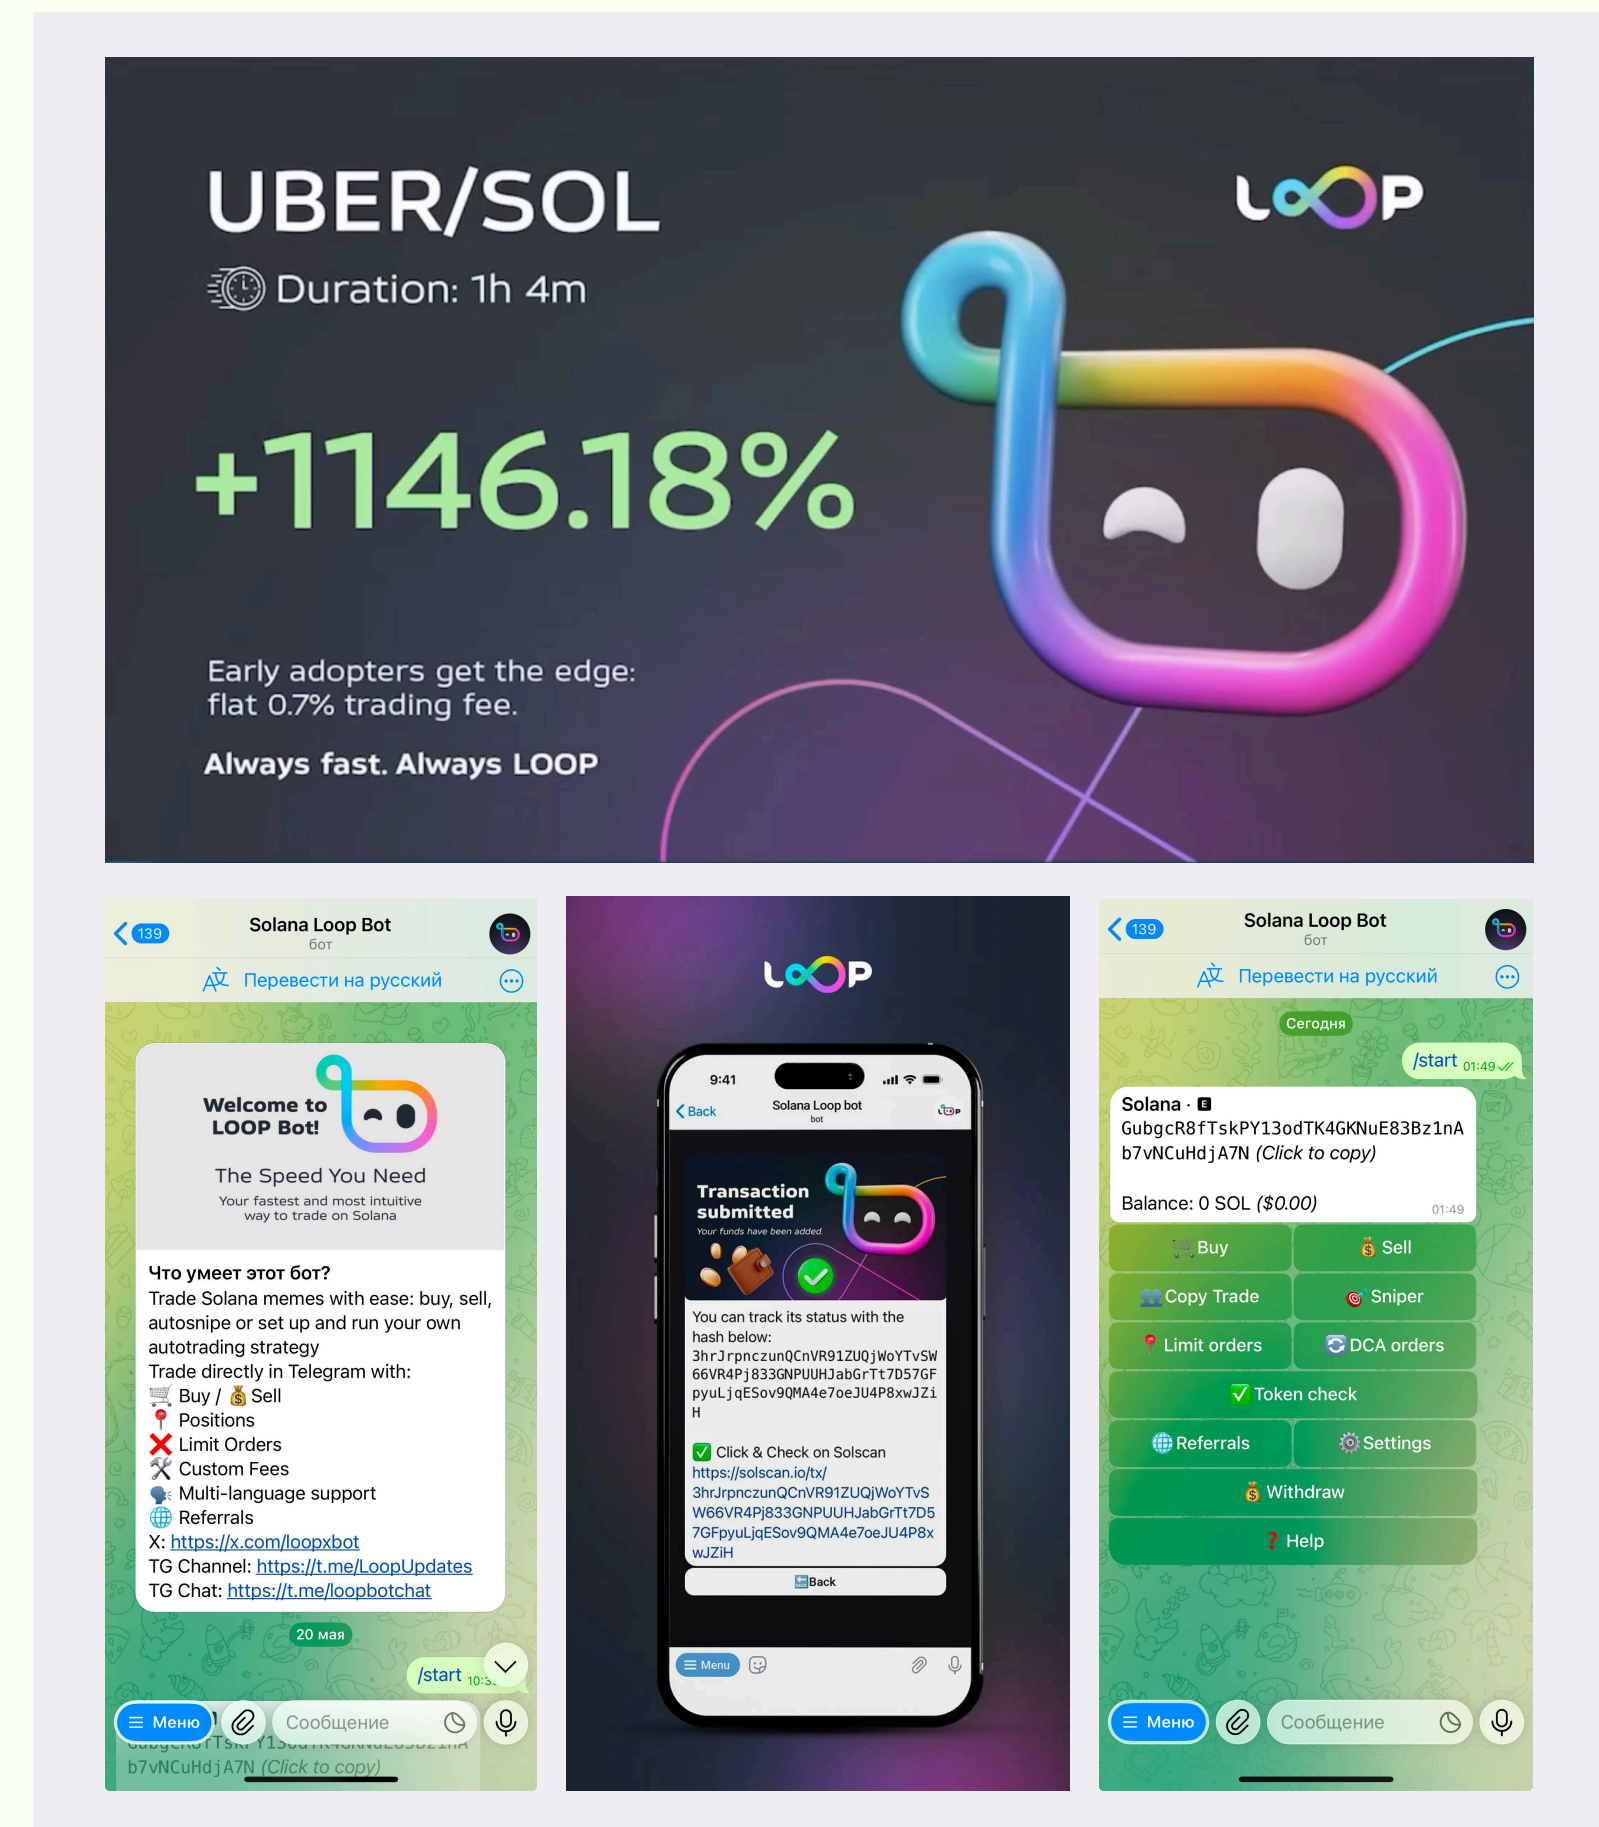 UBER/SOL
LOOP
Duration: 1h 4m
+1146.18%
Early adopters get the edge:
flat 0.7% trading fee.
Always fast. Always LOOP
139
Solana Loop Bot
бот
Перевести на русский
Welcome to
LOOP Bot!
The Speed You Need
Your fastest and most intuitive
way to trade on Solana
Что умеет этот бот?
Trade Solana memes with ease: buy, sell,
autosnipe or set up and run your own
autotrading strategy
Trade directly in Telegram with:
🛒 Buy / 💰 Sell
📍 Positions
❌ Limit Orders
🛠 Custom Fees
🗣 Multi-language support
🌐 Referrals
X: https://x.com/loopxbot
TG Channel: https://t.me/LoopUpdates
TG Chat: https://t.me/loopbotchat
20 мая
/start
Меню
Сообщение
b7vNCuHdjA7N (Click to copy)
LOOP
9:41
Back
Solana Loop bot
bot
LOOP
Transaction
submitted
Your funds have been added.
You can track its status with the
hash below:
3hrJrpnczunQCnVR91ZUQjWoYTvSW
66VR4Pj833GNPUUHJabGrTt7D57GF
pyuLjqESov9QMA4e7oeJU4P8xwJZi
H
✅ Click & Check on Solscan
https://solscan.io/tx/
3hrJrpnczunQCnVR91ZUQjWoYTvS
W66VR4Pj833GNPUUHJabGrTt7D5
7GFpyuLjqESov9QMA4e7oeJU4P8x
wJZiH
Back
Menu
139
Solana Loop Bot
бот
Перевести на русский
Сегодня
/start 01:49
Solana · E
GubgcR8fTskPY13odTK4GKNuE83Bz1nA
b7vNCuHdjA7N (Click to copy)
Balance: 0 SOL ($0.00)
01:49
🛒 Buy
💰 Sell
👥 Copy Trade
🎯 Sniper
📍 Limit orders
🔄 DCA orders
✅ Token check
🌐 Referrals
⚙️ Settings
💰 Withdraw
❓ Help
Меню
Сообщение